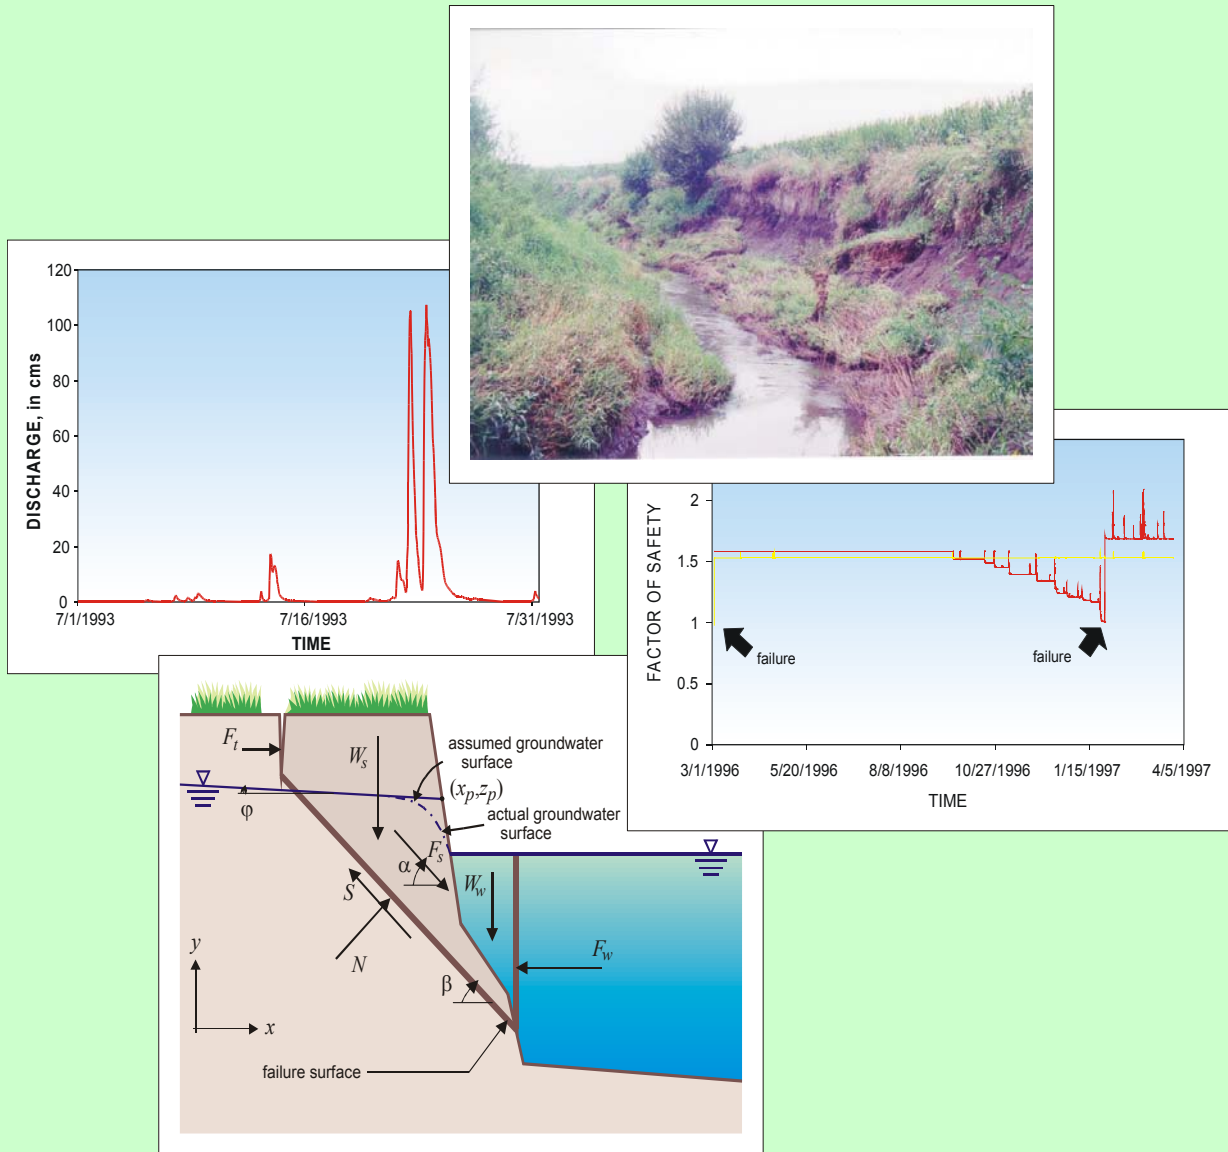 120
100
80
60
40
20
0
DISCHARGE, in cms
7/1/1993
7/16/1993
7/31/1993
TIME
2
1.5
1
0.5
0
FACTOR OF SAFETY
failure
failure
3/1/1996
5/20/1996
8/8/1996
10/27/1996
1/15/1997
4/5/1997
TIME
Ft
Ws
assumed groundwater
surface
(xp,zp)
φ
actual groundwater
surface
Fs
α
Ww
S
Fw
N
y
β
x
failure surface